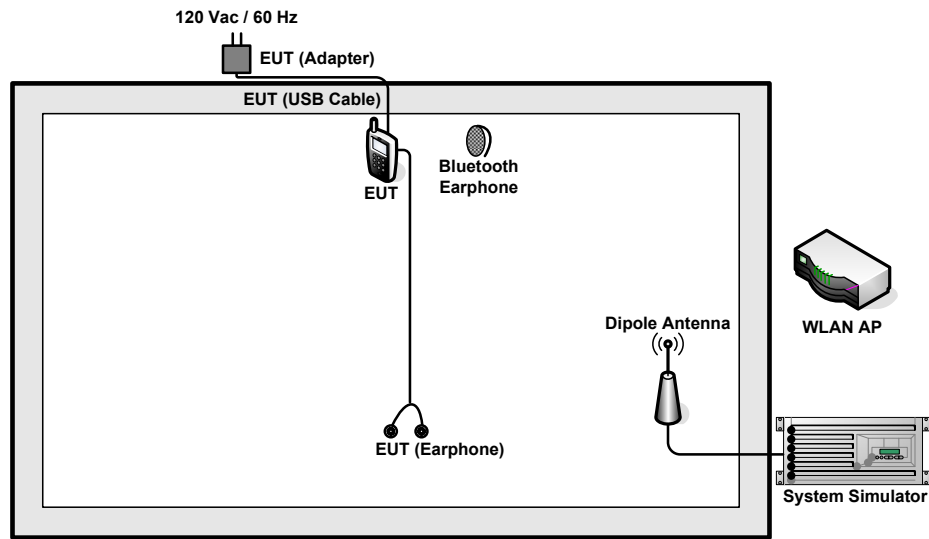 120 Vac / 60 Hz
EUT (Adapter)
EUT (USB Cable)
EUT
Bluetooth
Earphone
WLAN AP
Dipole Antenna
EUT (Earphone)
System Simulator